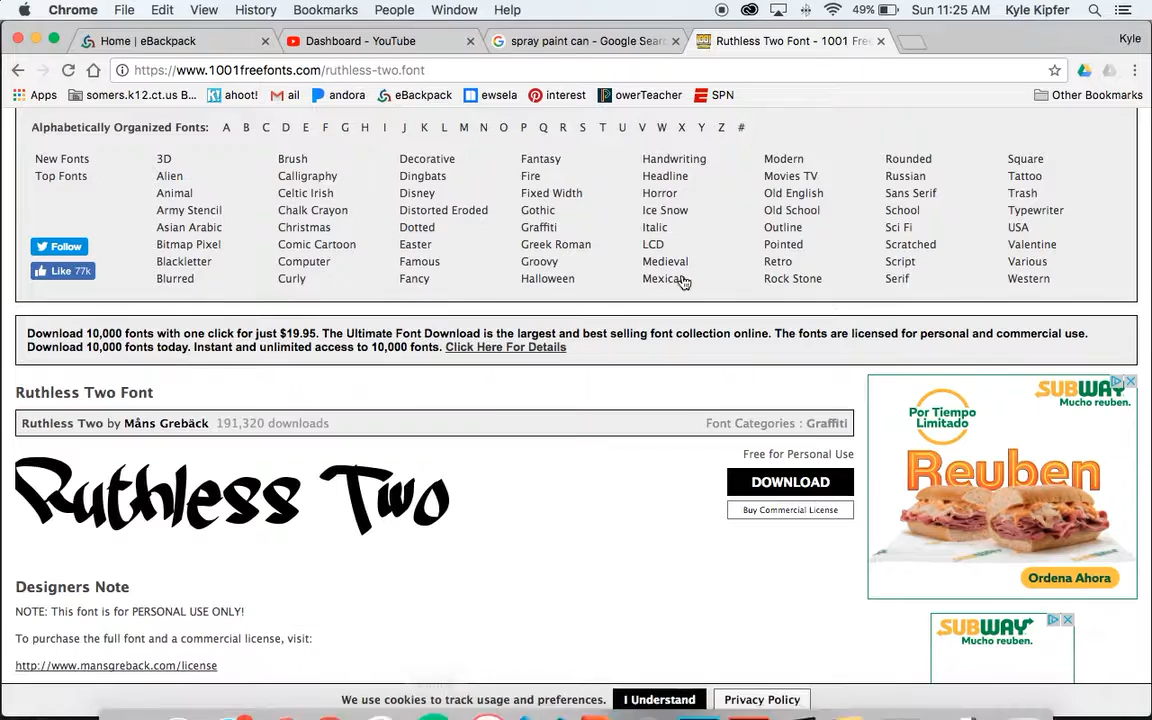 Chrome File Edit View History Bookmarks People Window Help 49% Sun 11:25 AM Kyle Kipfer
Home | eBackpack Dashboard - YouTube spray paint can - Google Sear Ruthless Two Font - 1001 Free Kyle
https://www.1001freefonts.com/ruthless-two.font
Apps somers.k12.ct.us B... ahoot! ail andora eBackpack ewsela interest owerTeacher SPN Other Bookmarks
Alphabetically Organized Fonts: A B C D E F G H I J K L M N O P Q R S T U V W X Y Z #
New Fonts 3D Brush Decorative Fantasy Handwriting Modern Rounded Square
Top Fonts Alien Calligraphy Dingbats Fire Headline Movies TV Russian Tattoo
Animal Celtic Irish Disney Fixed Width Horror Old English Sans Serif Trash
Army Stencil Chalk Crayon Distorted Eroded Gothic Ice Snow Old School School Typewriter
Asian Arabic Christmas Dotted Graffiti Italic Outline Sci Fi USA
Follow Bitmap Pixel Comic Cartoon Easter Greek Roman LCD Pointed Scratched Valentine
Blackletter Computer Famous Groovy Medieval Retro Script Various
Like 77k Blurred Curly Fancy Halloween Mexican Rock Stone Serif Western
Download 10,000 fonts with one click for just $19.95. The Ultimate Font Download is the largest and best selling font collection online. The fonts are licensed for personal and commercial use.
Download 10,000 fonts today. Instant and unlimited access to 10,000 fonts. Click Here For Details
Ruthless Two Font
Ruthless Two by Måns Grebäck 191,320 downloads Font Categories : Graffiti
Free for Personal Use
Ruthless Two
DOWNLOAD
Buy Commercial License
SUBWAY
Mucho reuben.
Por Tiempo
Limitado
Reuben
Ordena Ahora
Designers Note
NOTE: This font is for PERSONAL USE ONLY!
To purchase the full font and a commercial license, visit:
http://www.mansgreback.com/license
SUBWAY
Mucho reuben.
We use cookies to track usage and preferences. I Understand Privacy Policy